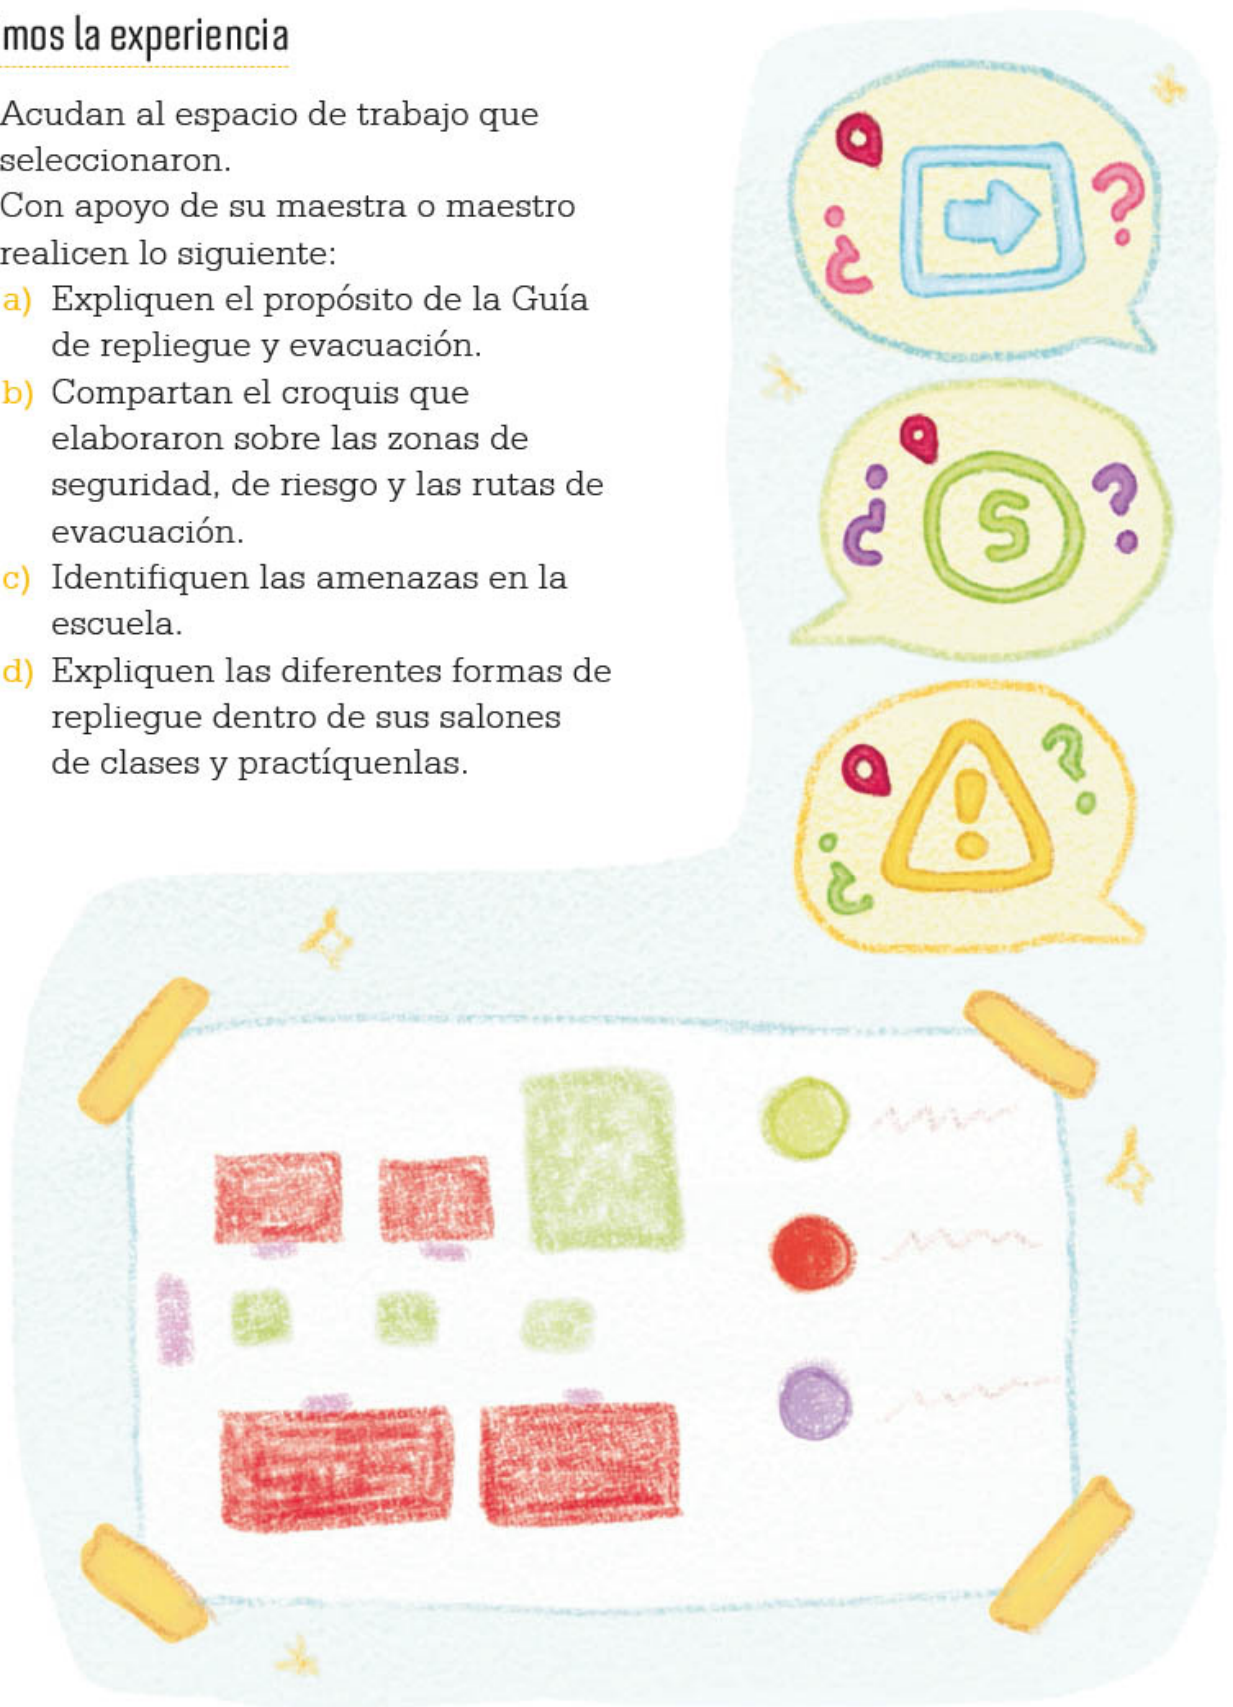 mos la experiencia
Acudan al espacio de trabajo que
seleccionaron.
Con apoyo de su maestra o maestro
realicen lo siguiente:
a) Expliquen el propósito de la Guía
de repliegue y evacuación.
b) Compartan el croquis que
elaboraron sobre las zonas de
seguridad, de riesgo y las rutas de
evacuación.
c) Identifiquen las amenazas en la
escuela.
d) Expliquen las diferentes formas de
repliegue dentro de sus salones
de clases y practíquenlas.
¿ ?
¿ S ?
¿ ! ?